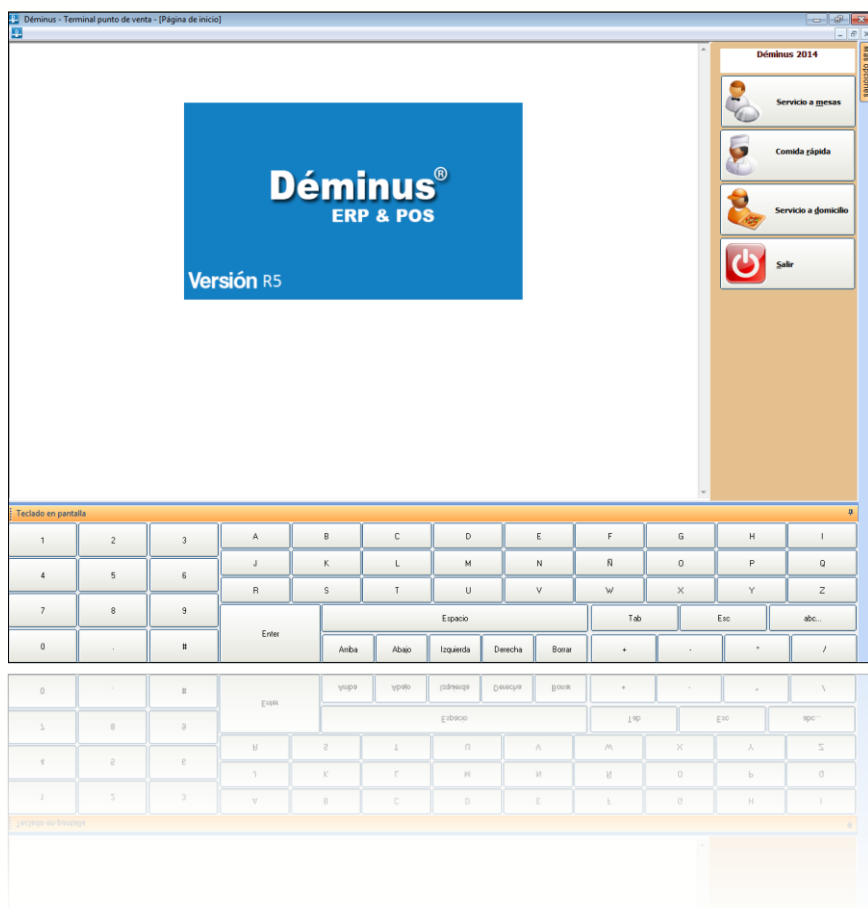 Déminus - Terminal punto de venta - [Página de inicio]
Más opciones
Déminus 2014
Servicio a mesas
Comida rápida
Servicio a domicilio
Salir
Déminus®
ERP & POS
Versión R5
Teclado en pantalla
1 2 3 A B C D E F G H I
4 5 6 J K L M N Ñ O P Q
R S T U V W X Y Z
7 8 9 Enter Espacio Tab Esc abc...
0 . # Arriba Abajo Izquierda Derecha Borrar + - * /